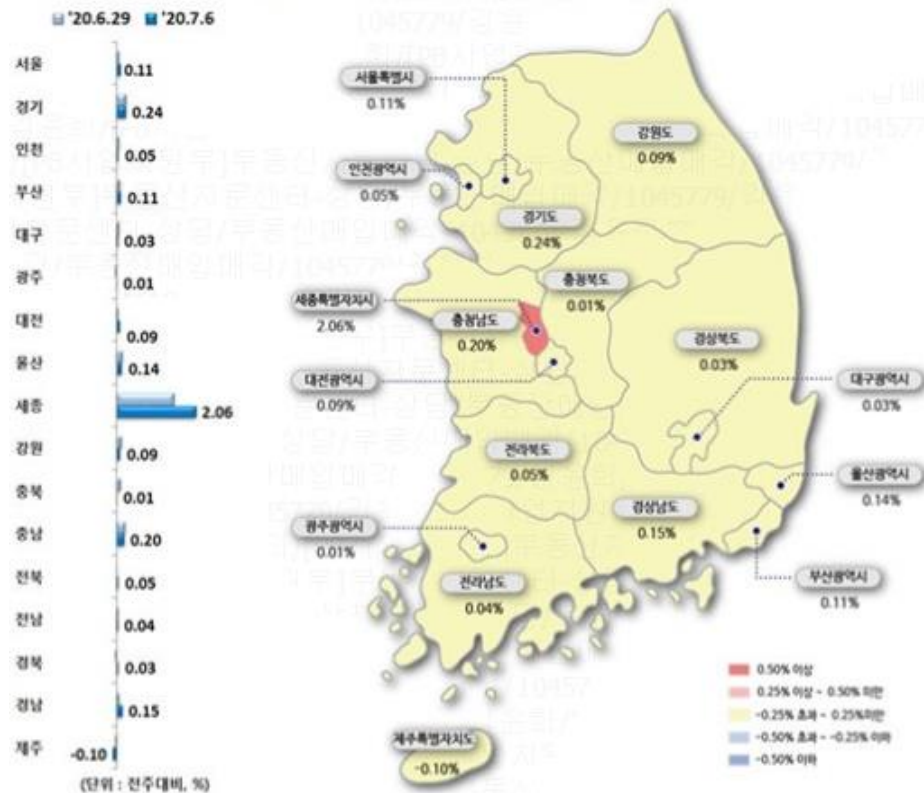 '20.6.29 '20.7.6
서울 0.11
경기 0.24
인천 0.05
부산 0.11
대구 0.03
광주 0.01
대전 0.09
울산 0.14
세종 2.06
강원 0.09
충북 0.01
충남 0.20
전북 0.05
전남 0.04
경북 0.03
경남 0.15
제주 -0.10
(단위 : 전주대비, %)
서울특별시
0.11%
강원도
0.09%
인천광역시
0.05%
경기도
0.24%
충청북도
0.01%
세종특별자치시
2.06%
충청남도
0.20%
경상북도
0.03%
대전광역시
0.09%
대구광역시
0.03%
전라북도
0.05%
울산광역시
0.14%
경상남도
0.15%
광주광역시
0.01%
전라남도
0.04%
부산광역시
0.11%
제주특별자치도
-0.10%
0.50% 이상
0.25% 이상 ~ 0.50% 미만
-0.25% 초과 ~ 0.25%미만
-0.50% 초과 ~ -0.25% 이하
-0.50% 이하